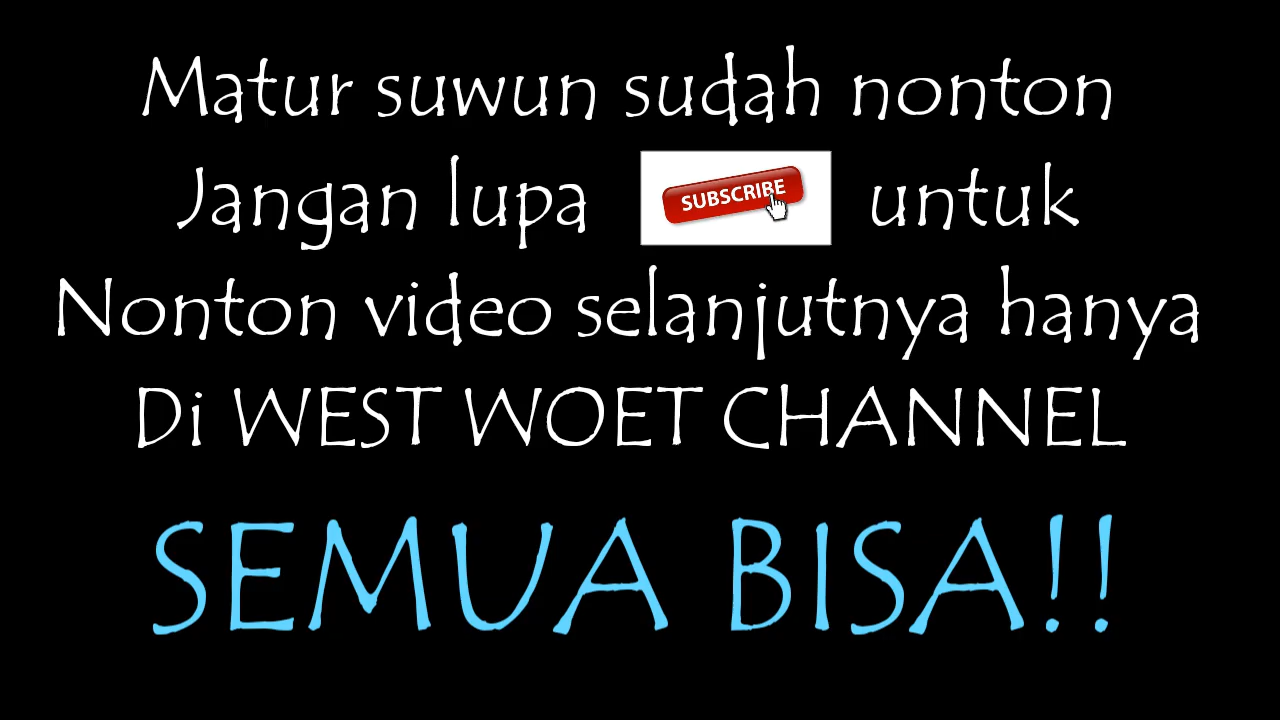 Matur suwun sudah nonton
Jangan lupa SUBSCRIBE untuk
Nonton video selanjutnya hanya
Di WEST WOET CHANNEL
SEMUA BISA!!